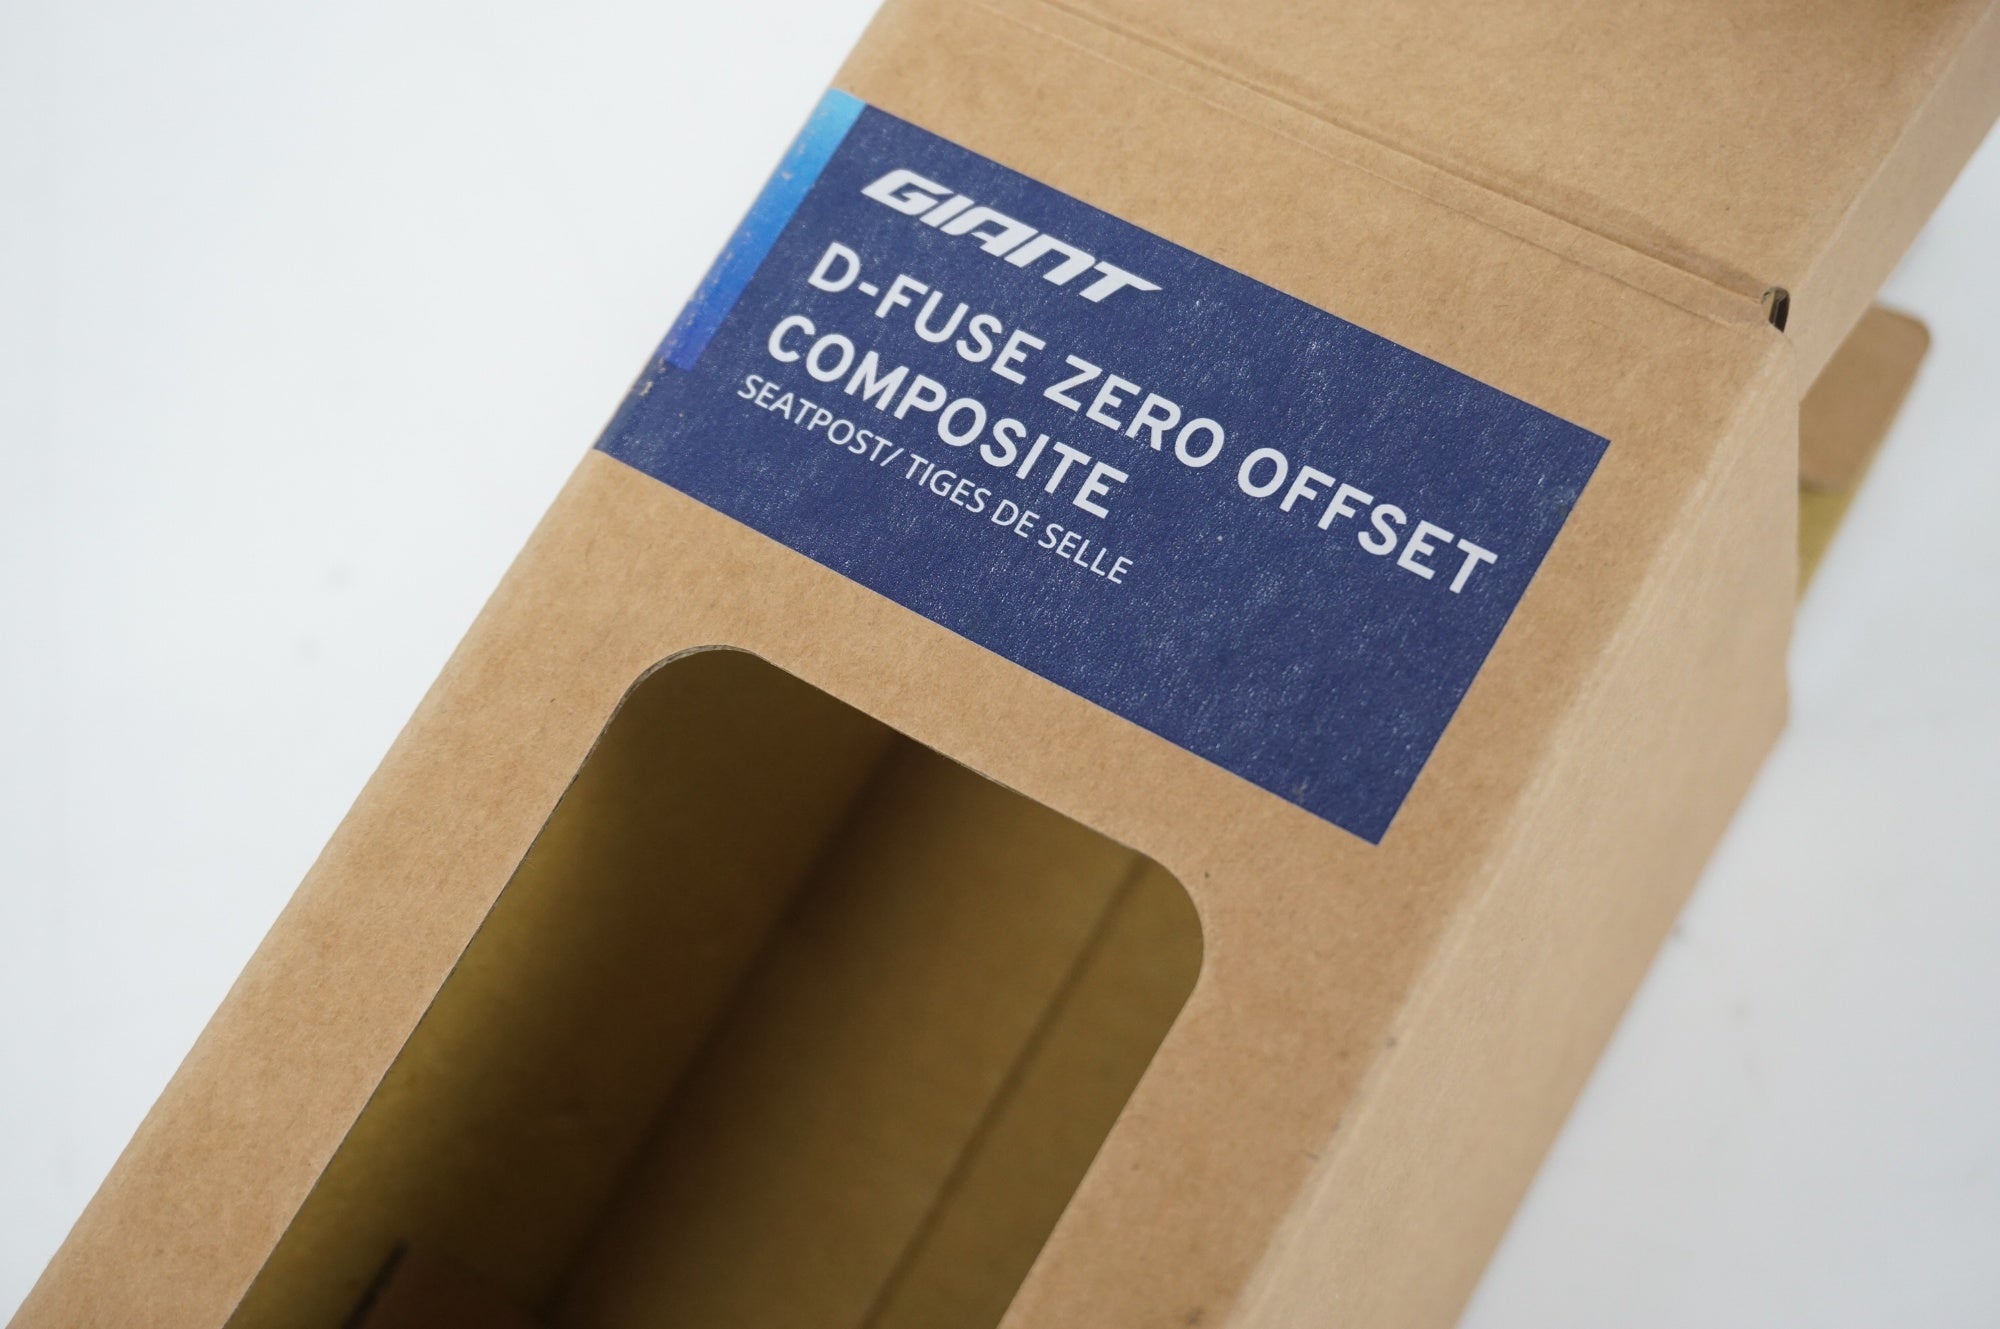 GIANT
D-FUSE ZERO OFFSET
COMPOSITE
SEATPOST/ TIGES DE SELLE